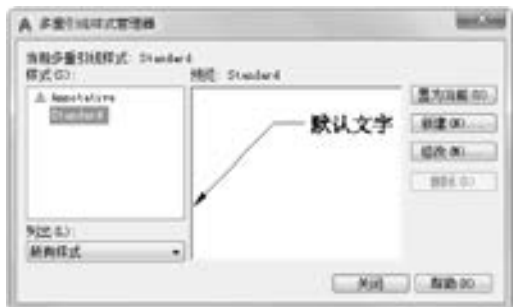 多重引线样式管理器
当前多重引线样式: Standard
样式(S):
预览: Standard
Annotative
Standard
默认文字
置为当前(U)
新建(N)...
修改(M)...
删除(D)
列出(L):
所有样式
关闭
帮助(H)